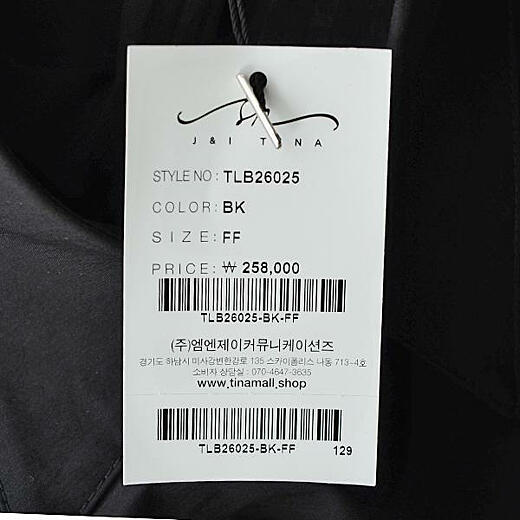 J & I TINA
STYLE NO : TLB26025
COLOR: BK
SIZE: FF
PRICE: ₩ 258,000
TLB26025-BK-FF
(주)엠엔제이커뮤니케이션즈
경기도 하남시 미사강변한강로 135 스카이폴리스 나동 713-4호
소비자 상담실 : 070-4647-3635
www.tinamall.shop
TLB26025-BK-FF 129